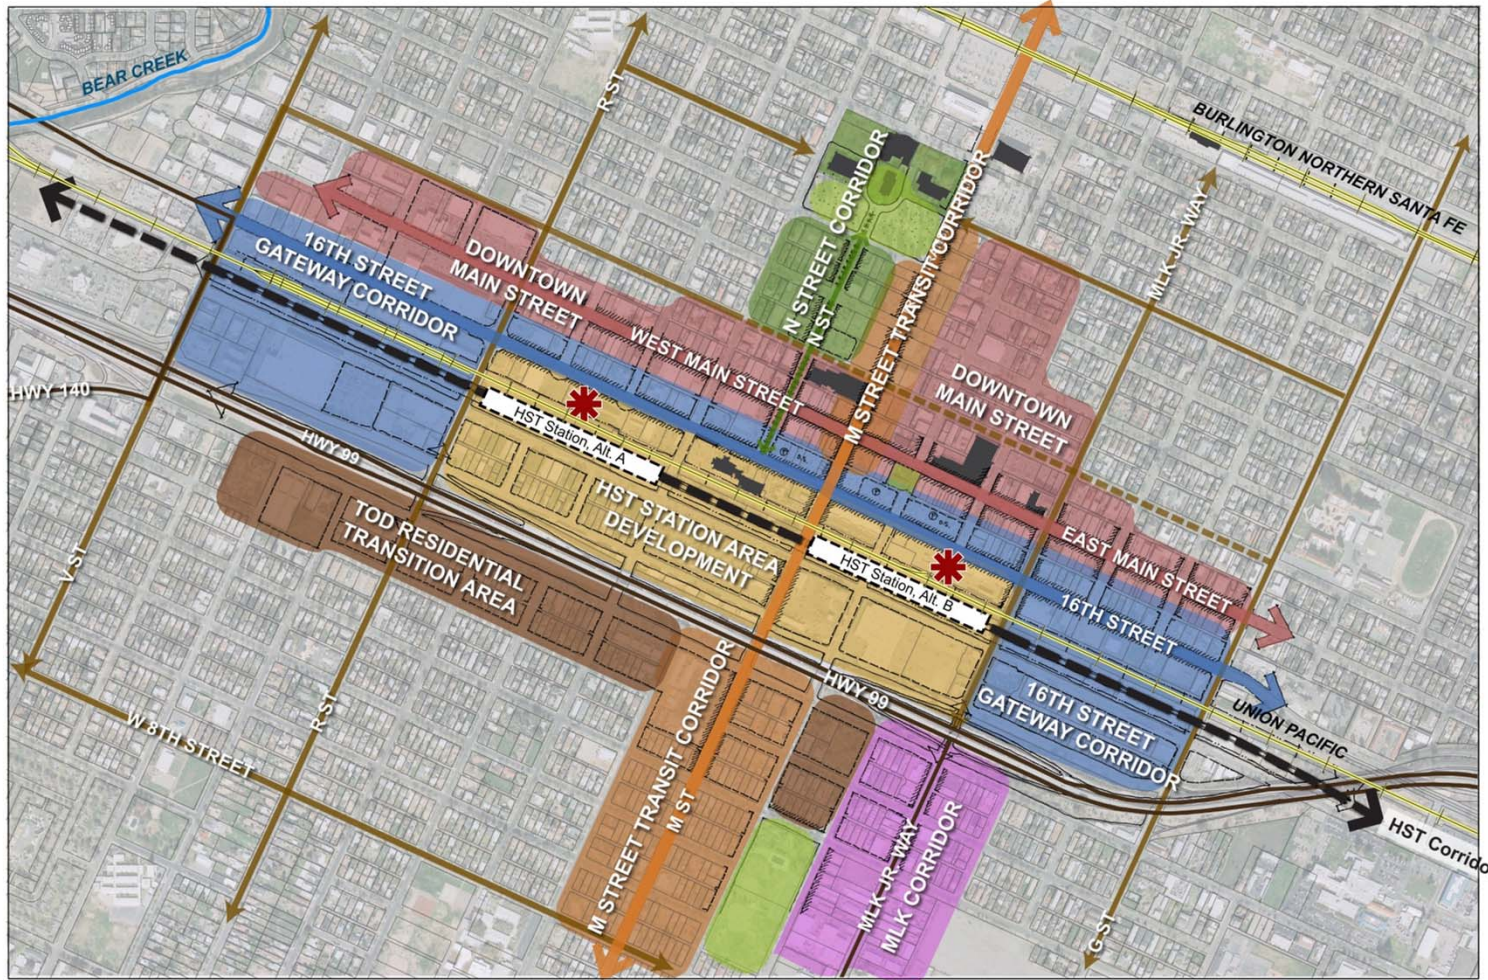 BEAR CREEK
R ST
BURLINGTON NORTHERN SANTA FE
N STREET CORRIDOR
M STREET TRANSIT CORRIDOR
MLK JR. WAY
16TH STREET
GATEWAY CORRIDOR
DOWNTOWN
MAIN STREET
N ST
WEST MAIN STREET
DOWNTOWN
MAIN STREET
HWY 140
HST Station, Alt. A
HWY 99
HST STATION AREA
DEVELOPMENT
TOD RESIDENTIAL
TRANSITION AREA
V ST
HST Station, Alt. B
EAST MAIN STREET
16TH STREET
16TH STREET
GATEWAY CORRIDOR
UNION PACIFIC
HWY 99
R ST
W 8TH STREET
M STREET TRANSIT CORRIDOR
M ST
MLK JR. WAY
MLK CORRIDOR
HST Corrido
G ST